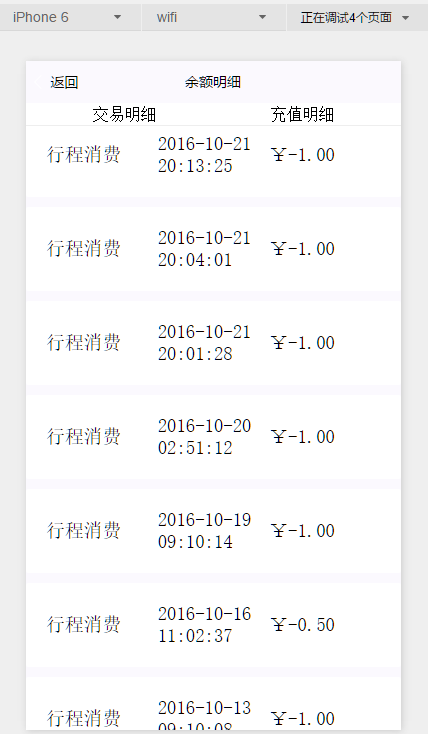 iPhone 6 wifi 正在调试4个页面
返回 余额明细
交易明细 充值明细
行程消费 2016-10-21 20:13:25 ¥-1.00
行程消费 2016-10-21 20:04:01 ¥-1.00
行程消费 2016-10-21 20:01:28 ¥-1.00
行程消费 2016-10-20 02:51:12 ¥-1.00
行程消费 2016-10-19 09:10:14 ¥-1.00
行程消费 2016-10-16 11:02:37 ¥-0.50
行程消费 2016-10-13 09:10:08 ¥-1.00